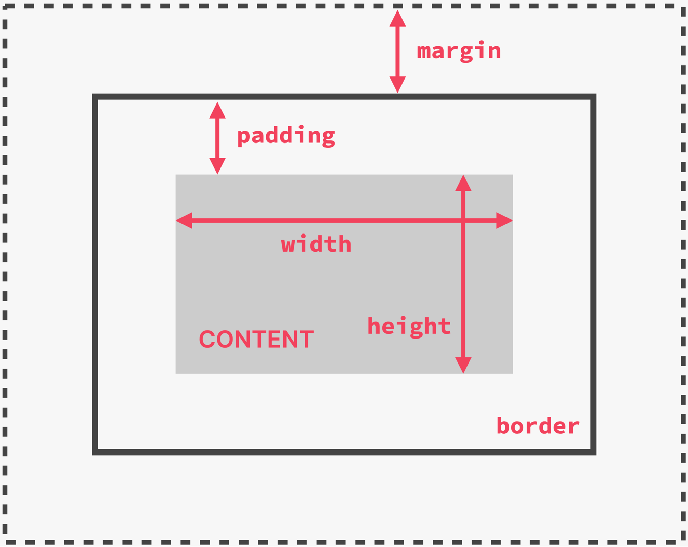 margin
padding
width
height
CONTENT
border